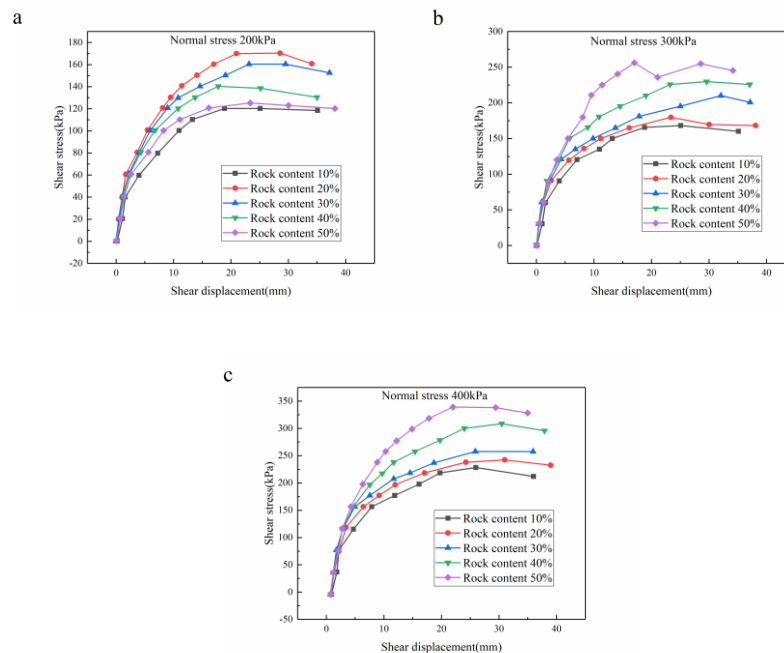 a
Normal stress 200kPa
180
160
140
120
100
80
60
40
20
0
-20
Shear stress(kPa)
Rock content 10%
Rock content 20%
Rock content 30%
Rock content 40%
Rock content 50%
0 10 20 30 40
Shear displacement(mm)
b
Normal stress 300kPa
300
250
200
150
100
50
0
Shear stress(kPa)
Rock content 10%
Rock content 20%
Rock content 30%
Rock content 40%
Rock content 50%
0 10 20 30 40
Shear displacement(mm)
c
Normal stress 400kPa
350
300
250
200
150
100
50
0
-50
Shear stress(kPa)
Rock content 10%
Rock content 20%
Rock content 30%
Rock content 40%
Rock content 50%
0 10 20 30 40
Shear displacement(mm)